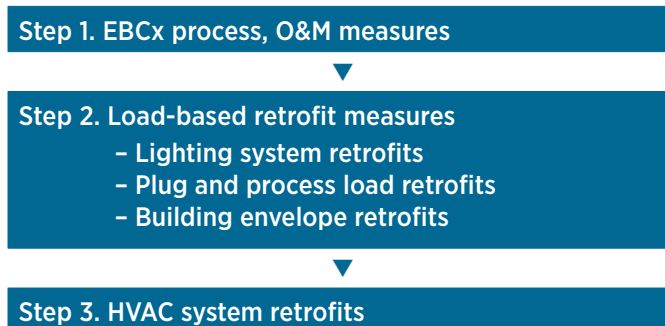 Step 1. EBCx process, O&M measures
Step 2. Load-based retrofit measures
– Lighting system retrofits
– Plug and process load retrofits
– Building envelope retrofits
Step 3. HVAC system retrofits